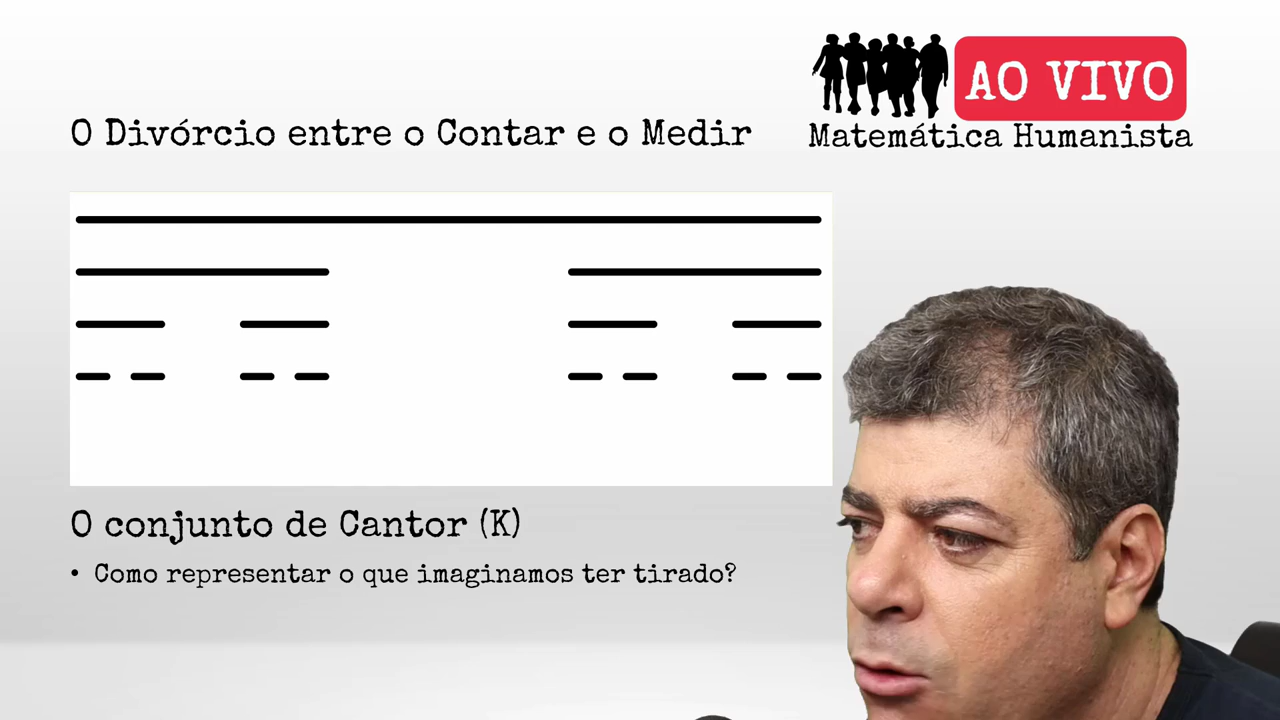 AO VIVO
O Divórcio entre o Contar e o Medir
Matemática Humanista
O conjunto de Cantor (K)
• Como representar o que imaginamos ter tirado?